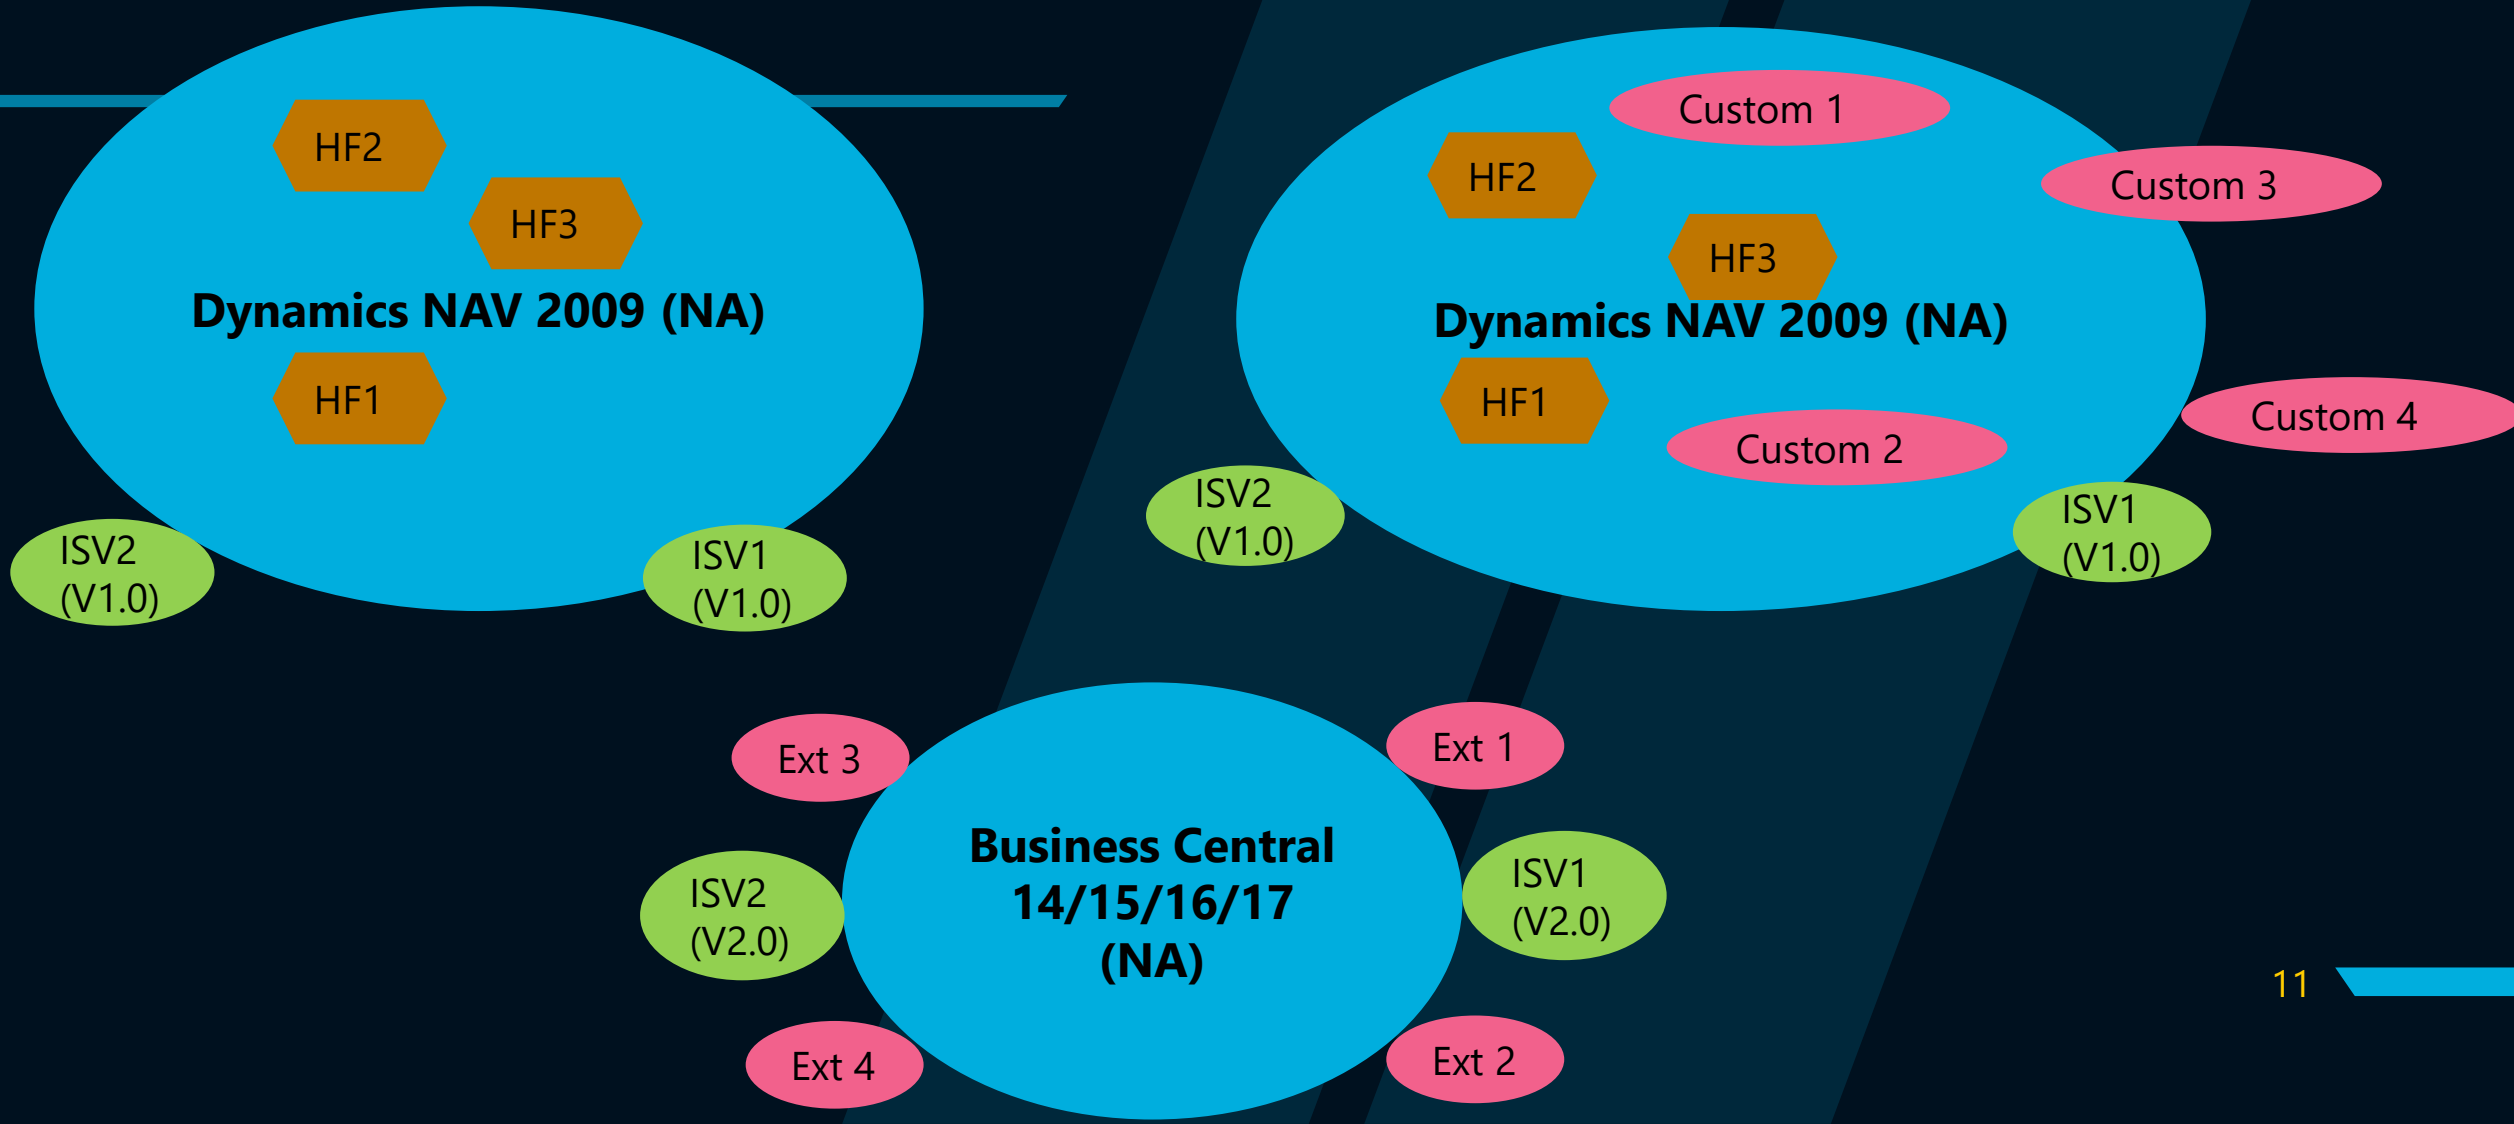 HF2
HF3
Dynamics NAV 2009 (NA)
HF1
ISV2
(V1.0)
ISV1
(V1.0)
Custom 1
HF2
Custom 3
HF3
Dynamics NAV 2009 (NA)
HF1
Custom 4
Custom 2
ISV2
(V1.0)
ISV1
(V1.0)
Ext 3
Ext 1
Business Central
14/15/16/17
(NA)
ISV2
(V2.0)
ISV1
(V2.0)
Ext 4
Ext 2
11